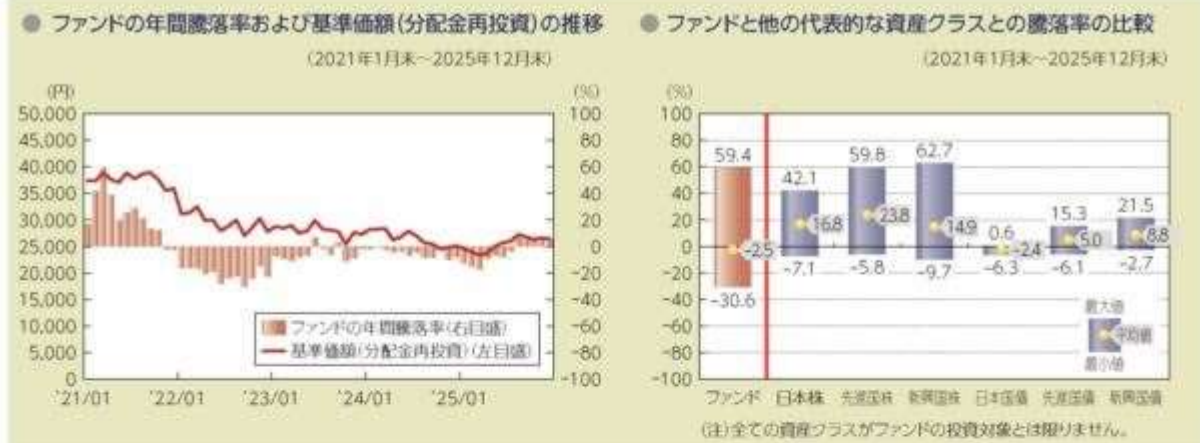 ● ファンドの年間騰落率および基準価額(分配金再投資)の推移
(2021年1月末～2025年12月末)
(円)
(%)
50,000
45,000
40,000
35,000
30,000
25,000
20,000
15,000
10,000
5,000
0
100
80
60
40
20
0
-20
-40
-60
-80
-100
ファンドの年間騰落率(右目盛)
基準価額(分配金再投資)(左目盛)
'21/01 '22/01 '23/01 '24/01 '25/01
● ファンドと他の代表的な資産クラスとの騰落率の比較
(2021年1月末～2025年12月末)
(%)
100
80
60
40
20
0
-20
-40
-60
-80
-100
59.4 42.1 59.8 62.7 0.6 15.3 21.5
-2.5 16.8 23.8 14.9 -2.4 5.0 8.8
-30.6 -7.1 -5.8 -9.7 -6.3 -6.1 -2.7
最大値
平均値
最小値
ファンド 日本株 先進国株 新興国株 日本国債 先進国債 新興国債
(注)全ての資産クラスがファンドの投資対象とは限りません。